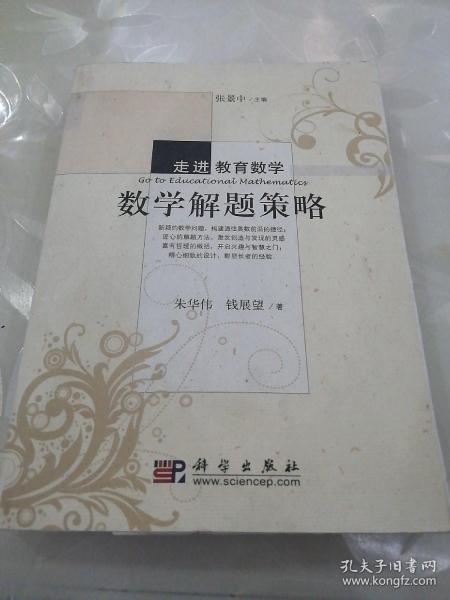 张景中 / 主编
走进 教育数学
Go to Educational Mathematics
数学解题策略
新颖的数学问题，构建通往奥数前沿的捷径；
匠心的解题方法，激发创造与发现的灵感
富有哲理的概括，开启兴趣与智慧之门；
精心细致的设计，彰显长者的经验.
朱华伟 钱展望 / 著
科学出版社
www.sciencep.com
孔夫子旧书网
www.kongfz.com